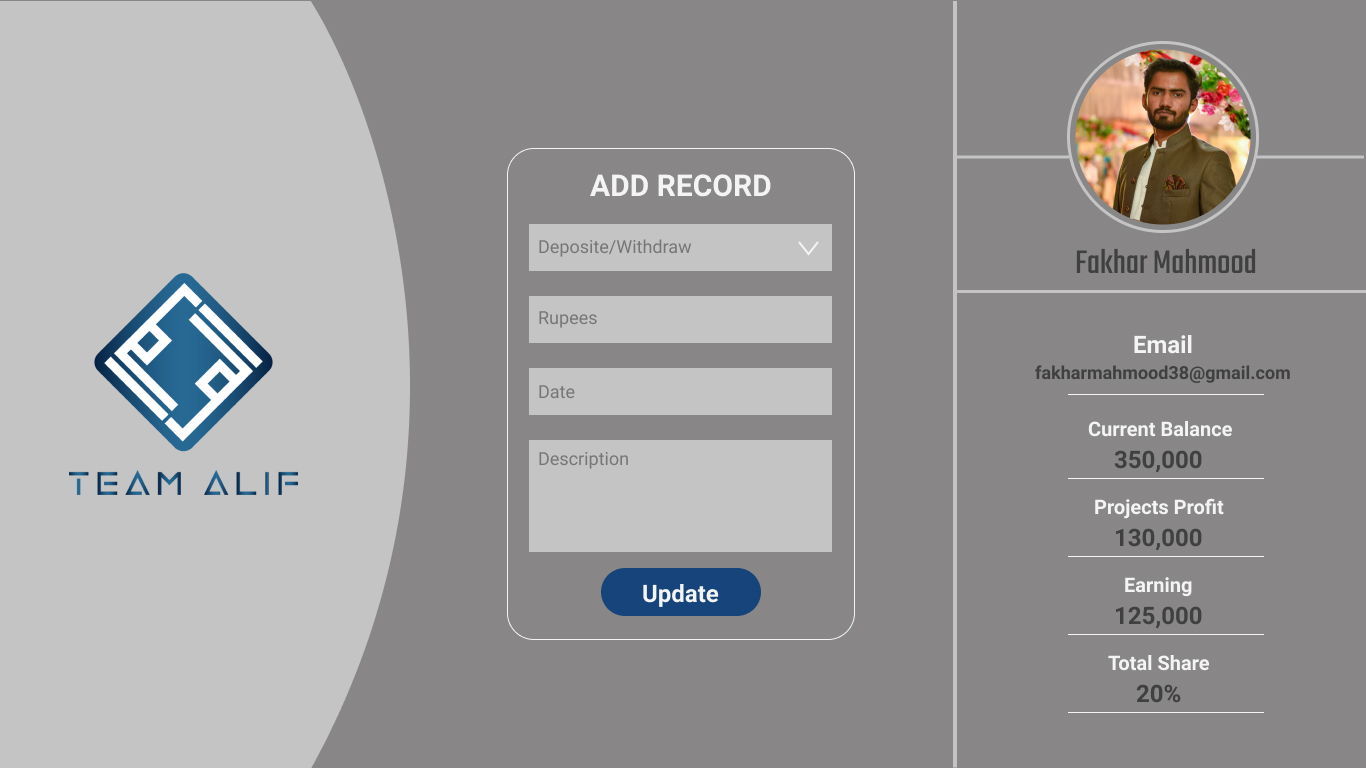 TEAM ALIF
ADD RECORD
Deposite/Withdraw
Rupees
Date
Description
Update
Fakhar Mahmood
Email
fakharmahmood38@gmail.com
Current Balance
350,000
Projects Profit
130,000
Earning
125,000
Total Share
20%